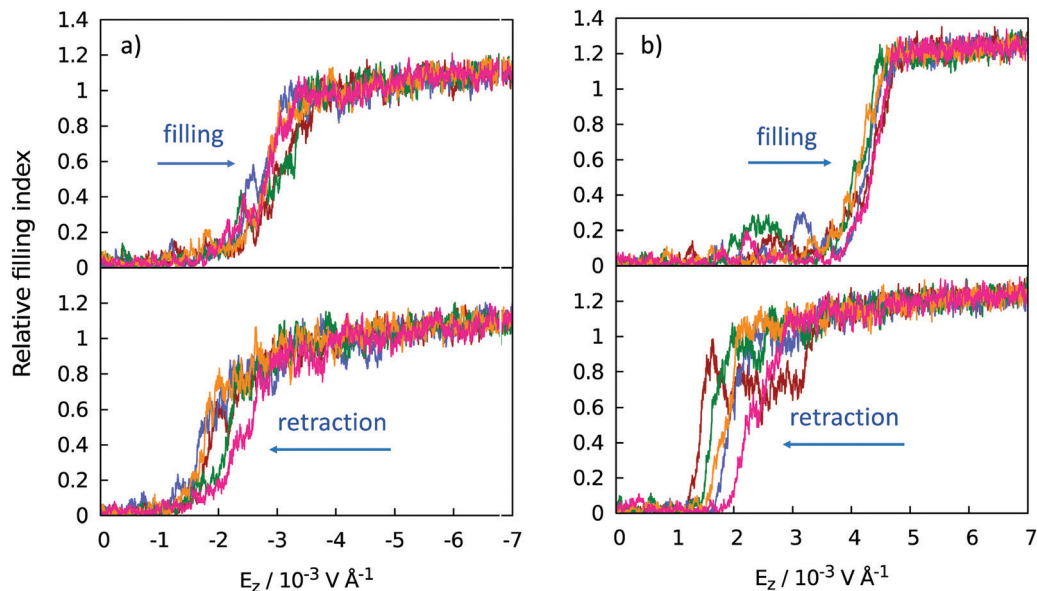 a)
b)
Relative filling index
1.4
1.2
1
0.8
0.6
0.4
0.2
0
filling
1.2
1
0.8
0.6
0.4
0.2
0
retraction
0 -1 -2 -3 -4 -5 -6 -7
E_z / 10⁻³ V Å⁻¹
1.4
1.2
1
0.8
0.6
0.4
0.2
0
filling
1.2
1
0.8
0.6
0.4
0.2
0
retraction
0 1 2 3 4 5 6 7
E_z / 10⁻³ V Å⁻¹